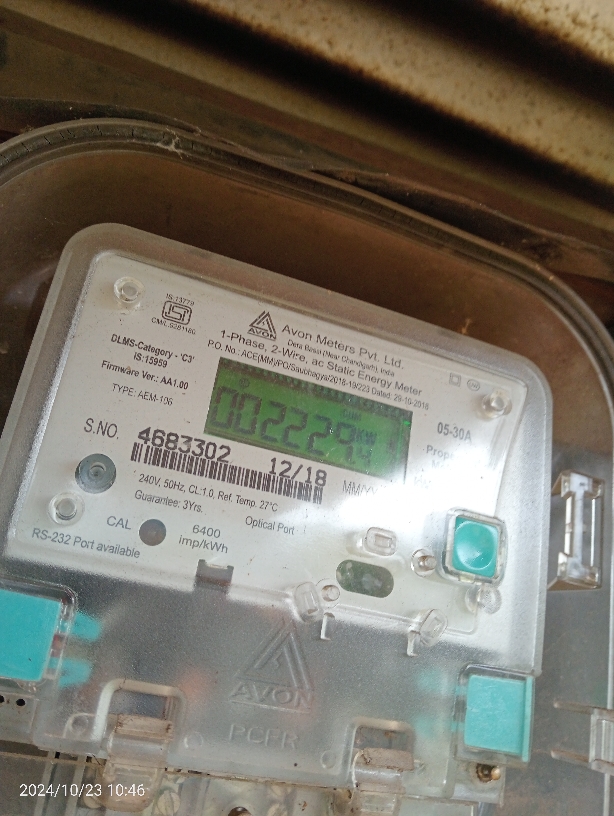 IS:13779
ISI
CM/L:9281180
AVON
Avon Meters Pvt. Ltd.
Dera Bassi (Near Chandigarh), India
1-Phase, 2-Wire, ac Static Energy Meter
P.O. No.: ACE(MM)/PO/Saubhagya/2018-19/223 Dated: 29-10-2018
DLMS-Category - 'C3'
IS:15959
Firmware Ver.: AA1.00
TYPE: AEM-106
05-30A
S.NO.
4683302 12/18
240V, 50Hz, CL:1.0, Ref. Temp. 27°C
Guarantee: 3Yrs.
Optical Port
CAL
6400
imp/kWh
RS-232 Port available
L
L
AVON
2024/10/23 10:46